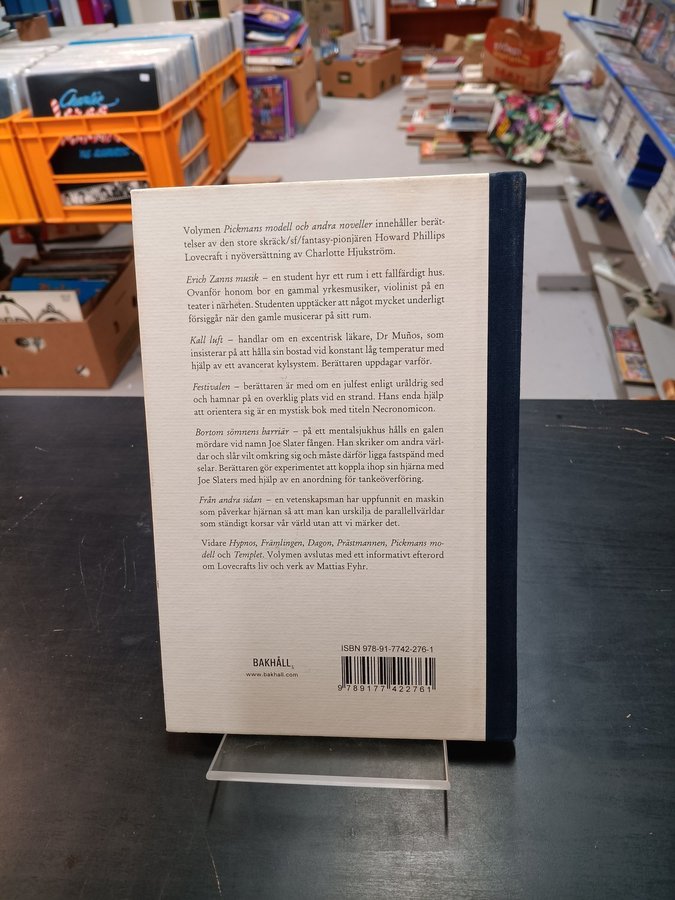 Volymen Pickmans modell och andra noveller innehåller berät-
telser av den store skräck/sf/fantasy-pionjären Howard Phillips
Lovecraft i nyöversättning av Charlotte Hjukström.
Erich Zanns musik – en student hyr ett rum i ett fallfärdigt hus.
Ovanför honom bor en gammal yrkesmusiker, violinist på en
teater i närheten. Studenten upptäcker att något mycket underligt
försiggår när den gamle musicerar på sitt rum.
Kall luft – handlar om en excentrisk läkare, Dr Muños, som
insisterar på att hålla sin bostad vid konstant låg temperatur med
hjälp av ett avancerat kylsystem. Berättaren uppdagar varför.
Festivalen – berättaren är med om en julfest enligt uråldrig sed
och hamnar på en overklig plats vid en strand. Hans enda hjälp
att orientera sig är en mystisk bok med titeln Necronomicon.
Bortom sömnens barriär – på ett mentalsjukhus hålls en galen
mördare vid namn Joe Slater fången. Han skriker om andra värl-
dar och slår vilt omkring sig och måste därför ligga fastspänd med
selar. Berättaren gör experimentet att koppla ihop sin hjärna med
Joe Slaters med hjälp av en anordning för tankeöverföring.
Från andra sidan – en vetenskapsman har uppfunnit en maskin
som påverkar hjärnan så att man kan urskilja de parallellvärldar
som ständigt korsar vår värld utan att vi märker det.
Vidare Hypnos, Främlingen, Dagon, Prästmannen, Pickmans mo-
dell och Templet. Volymen avslutas med ett informativt efterord
om Lovecrafts liv och verk av Mattias Fyhr.
BAKHÅLL
www.bakhall.com
ISBN 978-91-7742-276-1
9 789177 422761
Charlie